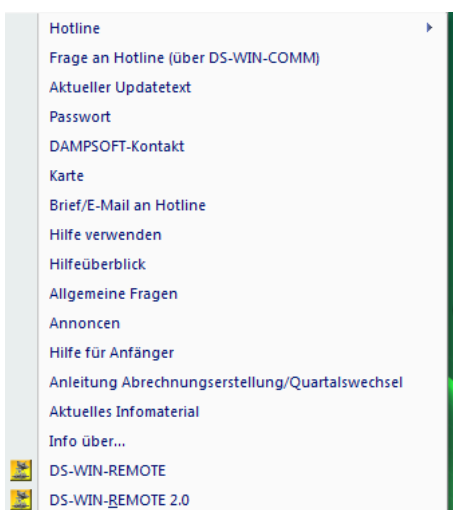 Hotline
Frage an Hotline (über DS-WIN-COMM)
Aktueller Updatetext
Passwort
DAMPSOFT-Kontakt
Karte
Brief/E-Mail an Hotline
Hilfe verwenden
Hilfeüberblick
Allgemeine Fragen
Annoncen
Hilfe für Anfänger
Anleitung Abrechnungserstellung/Quartalswechsel
Aktuelles Infomaterial
Info über...
DS-WIN-REMOTE
DS-WIN-REMOTE 2.0